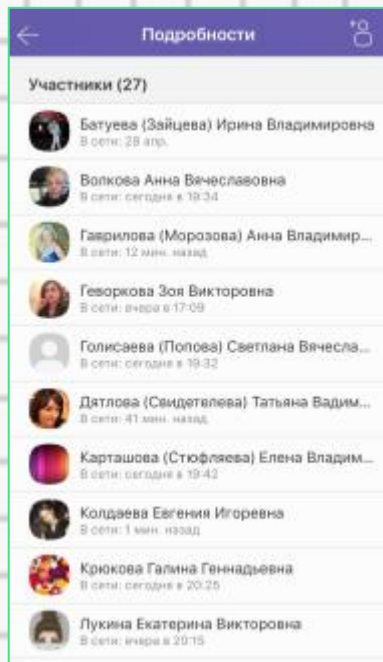 Подробности
Участники (27)
Батуева (Зайцева) Ирина Владимировна
В сети: 28 апр.
Волкова Анна Вячеславовна
В сети: сегодня в 19:34
Гаврилова (Морозова) Анна Владимир...
В сети: 12 мин. назад
Геворкова Зоя Викторовна
В сети: вчера в 17:09
Голисаева (Попова) Светлана Вячесла...
В сети: сегодня в 19:32
Дятлова (Свидетелева) Татьяна Вадим...
В сети: 41 мин. назад
Карташова (Стюфляева) Елена Владим...
В сети: сегодня в 19:42
Колдаева Евгения Игоревна
В сети: 1 мин. назад
Крюкова Галина Геннадьевна
В сети: сегодня в 20:25
Лукина Екатерина Викторовна
В сети: вчера в 20:15